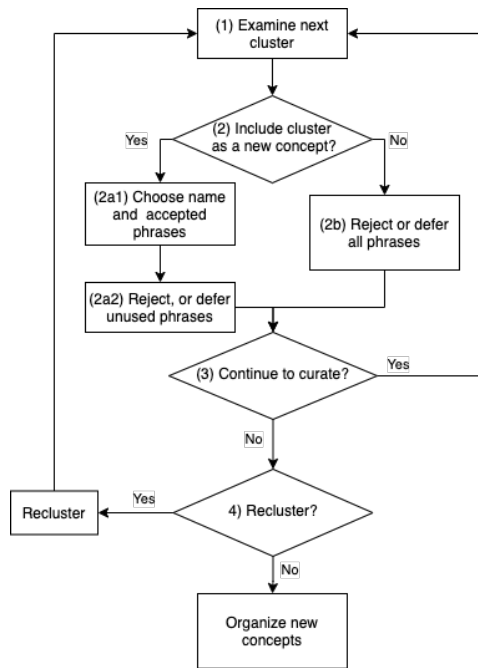 (1) Examine next
cluster
(2) Include cluster
as a new concept?
Yes
No
(2a1) Choose name
and accepted
phrases
(2b) Reject or defer
all phrases
(2a2) Reject, or defer
unused phrases
(3) Continue to curate?
Yes
No
4) Recluster?
Yes
Recluster
No
Organize new
concepts